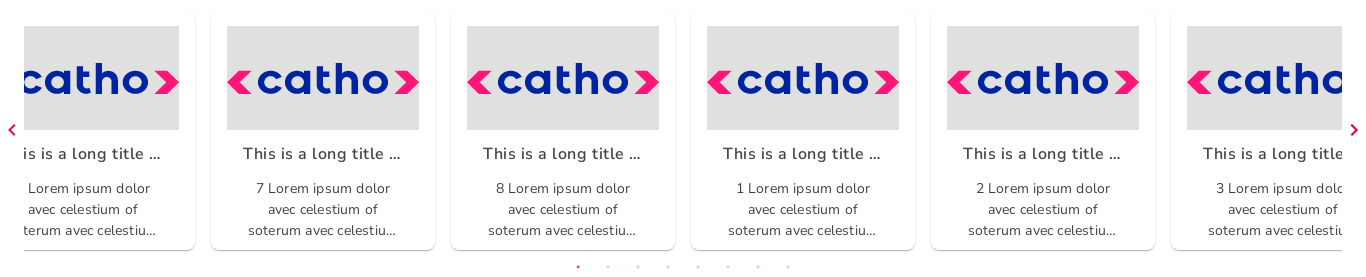 catho
catho
catho
catho
catho
cathc
is is a long title ...
This is a long title ...
This is a long title ...
This is a long title ...
This is a long title ...
This is a long title
Lorem ipsum dolor
avec celestium of
terum avec celestiu...
7 Lorem ipsum dolor
avec celestium of
soterum avec celestiu...
8 Lorem ipsum dolor
avec celestium of
soterum avec celestiu...
1 Lorem ipsum dolor
avec celestium of
soterum avec celestiu...
2 Lorem ipsum dolor
avec celestium of
soterum avec celestiu...
3 Lorem ipsum dolo
avec celestium of
soterum avec celestiu